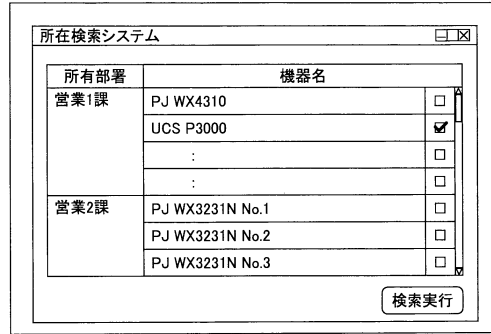 所在検索システム
所有部署 機器名
営業1課 PJ WX4310
UCS P3000
:
:
営業2課 PJ WX3231N No.1
PJ WX3231N No.2
PJ WX3231N No.3
検索実行